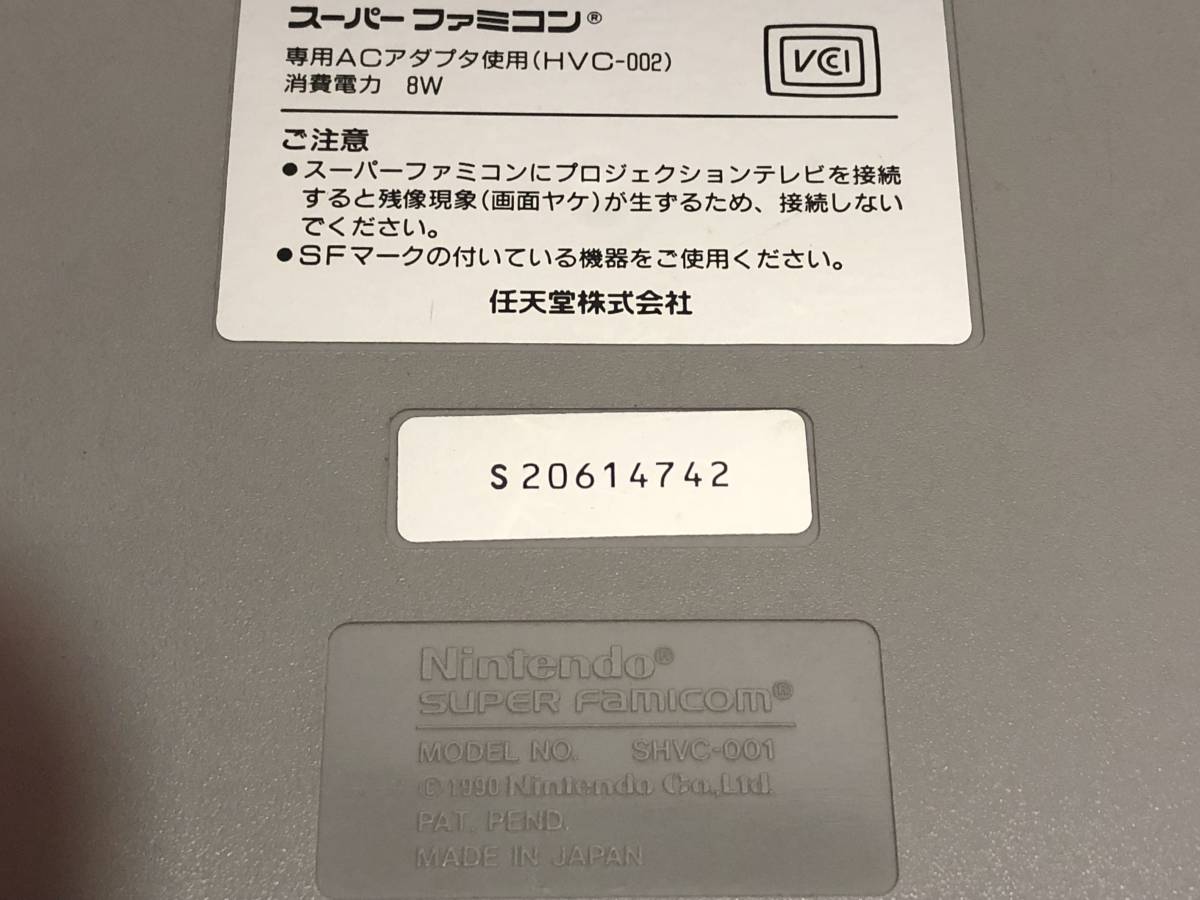 スーパーファミコン®
専用ACアダプタ使用(HVC-002)
消費電力 8W
VCCI
ご注意
●スーパーファミコンにプロジェクションテレビを接続
すると残像現象(画面ヤケ)が生ずるため、接続しない
でください。
●SFマークの付いている機器をご使用ください。
任天堂株式会社
S20614742
Nintendo®
SUPER FAMICOM®
MODEL NO. SHVC-001
©1990 Nintendo Co.,Ltd.
PAT. PEND.
MADE IN JAPAN